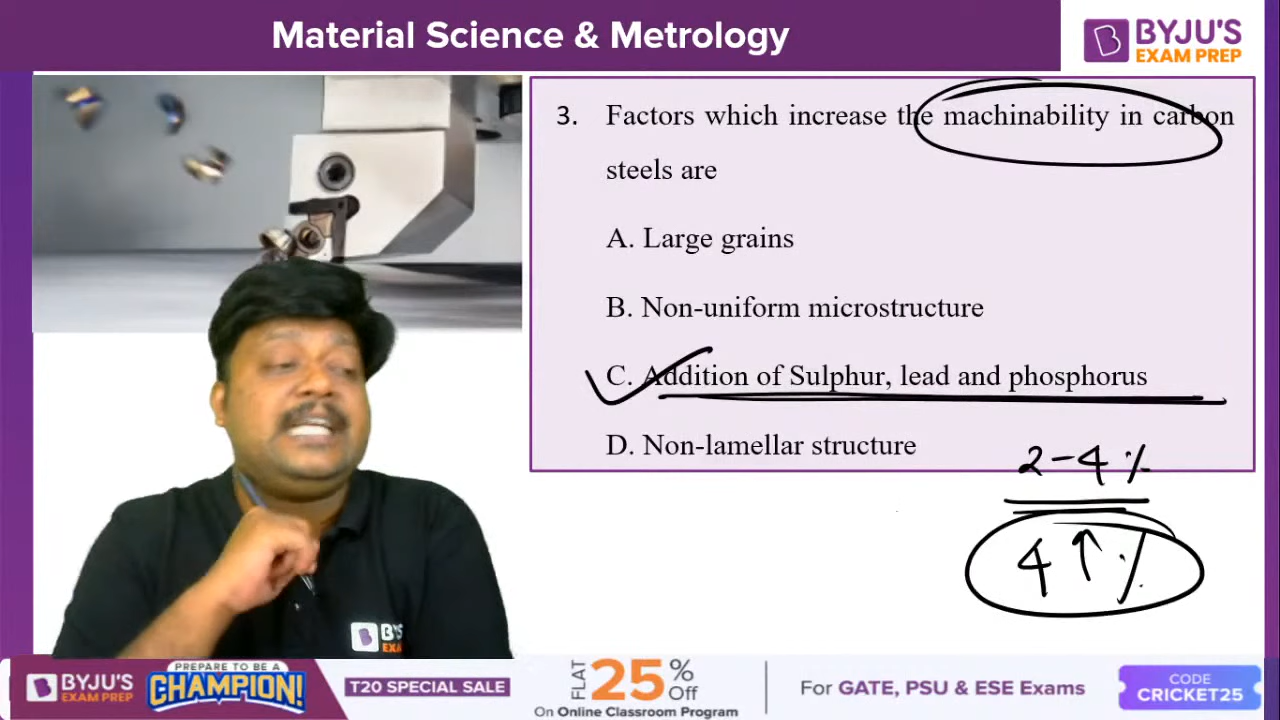 Material Science & Metrology
BYJU'S
EXAM PREP
3. Factors which increase the machinability in carbon
steels are
A. Large grains
B. Non-uniform microstructure
C. Addition of Sulphur, lead and phosphorus
D. Non-lamellar structure
2-4%
4↑%
BYJ
EXA
BYJU'S
EXAM PREP
PREPARE TO BE A
CHAMPION!
T20 SPECIAL SALE
FLAT 25% Off
On Online Classroom Program
For GATE, PSU & ESE Exams
CODE
CRICKET25